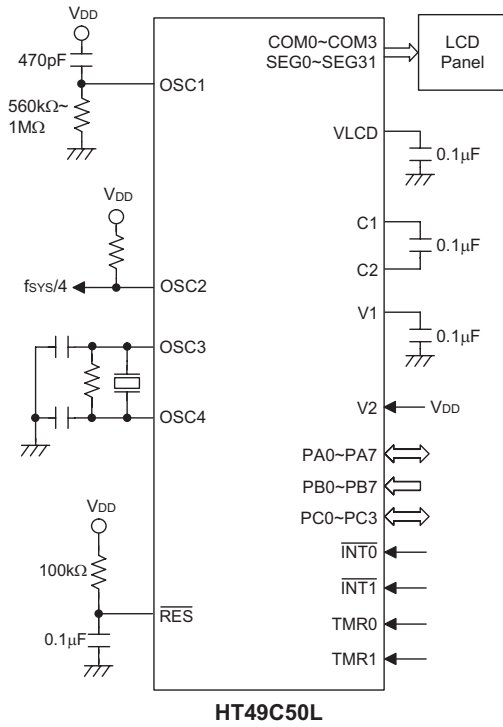 VDD
470pF
560kΩ~
1MΩ
OSC1
VDD
fSYS/4
OSC2
OSC3
OSC4
VDD
100kΩ
0.1μF
RES
COM0~COM3
SEG0~SEG31
LCD
Panel
VLCD
0.1μF
C1
C2
0.1μF
V1
0.1μF
V2
VDD
PA0~PA7
PB0~PB7
PC0~PC3
INT0
INT1
TMR0
TMR1
HT49C50L